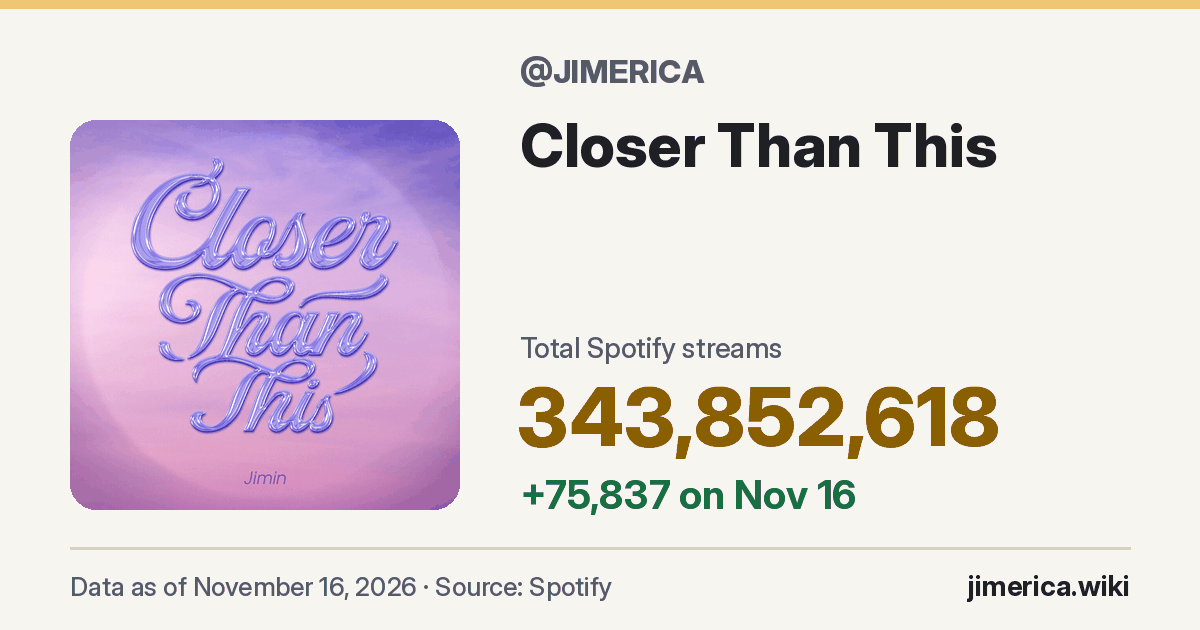 @JIMERICA
Closer Than This
Closer
Than
This
Jimin
Total Spotify streams
343,852,618
+75,837 on Nov 16
Data as of November 16, 2026 · Source: Spotify
jimerica.wiki